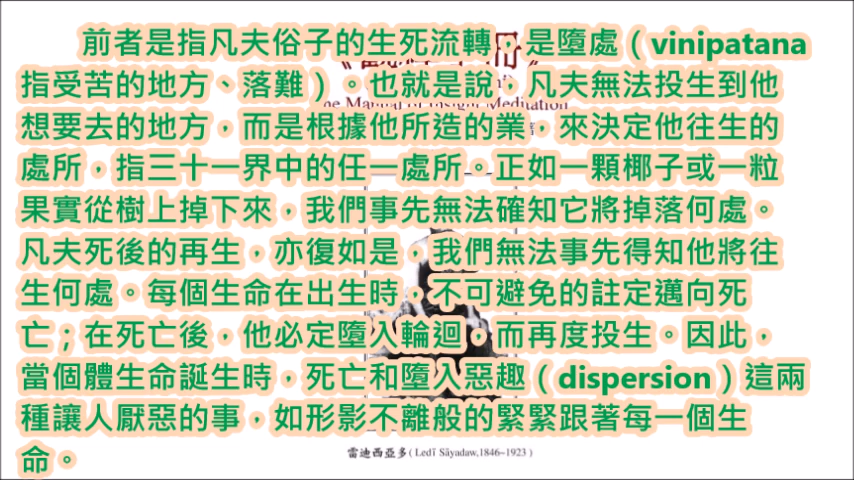 前者是指凡夫俗子的生死流轉，是墮處（vinipatana
指受苦的地方、落難）。也就是說，凡夫無法投生到他
he Manual of Insight Meditation
想要去的地方，而是根據他所造的業，來決定他往生的
處所，指三十一界中的任一處所。正如一顆椰子或一粒
果實從樹上掉下來，我們事先無法確知它將掉落何處。
凡夫死後的再生，亦復如是，我們無法事先得知他將往
生何處。每個生命在出生時，不可避免的註定邁向死
亡；在死亡後，他必定墮入輪迴，而再度投生。因此，
當個體生命誕生時，死亡和墮入惡趣（dispersion）這兩
種讓人厭惡的事，如形影不離般的緊緊跟著每一個生
命。
雷迪西亞多(Ledī Sāyadaw,1846–1923)